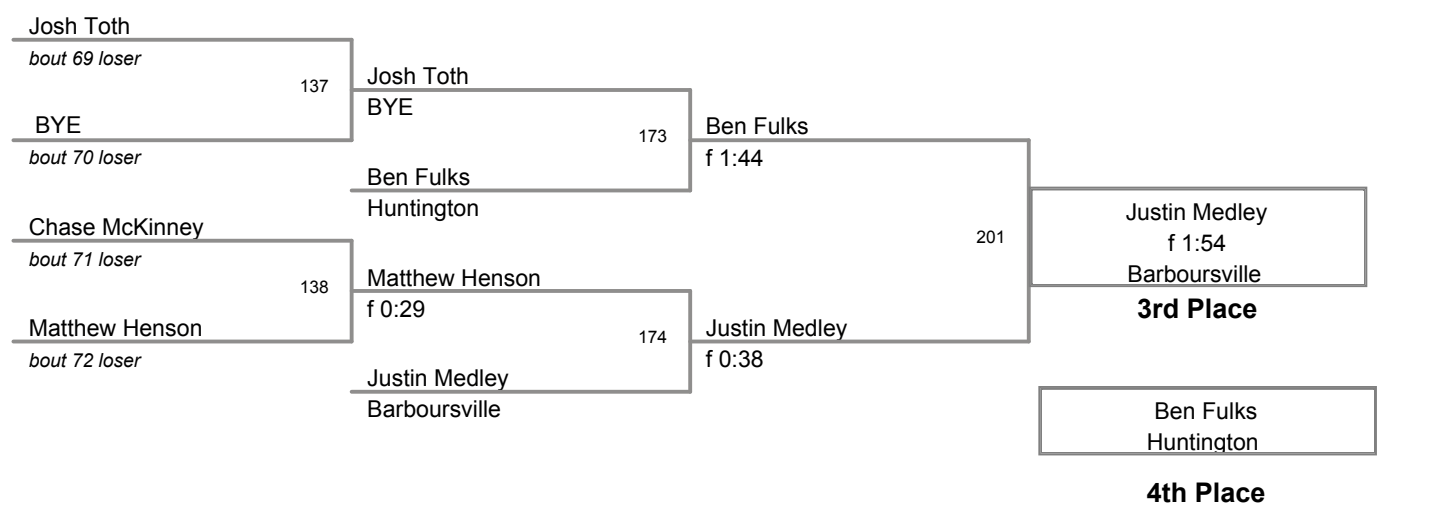 Josh Toth
bout 69 loser
137
Josh Toth
BYE
BYE
bout 70 loser
173
Ben Fulks
f 1:44
Ben Fulks
Huntington
Chase McKinney
bout 71 loser
138
Matthew Henson
f 0:29
Matthew Henson
bout 72 loser
174
Justin Medley
f 0:38
Justin Medley
Barboursville
201
Justin Medley
f 1:54
Barboursville
3rd Place
Ben Fulks
Huntington
4th Place